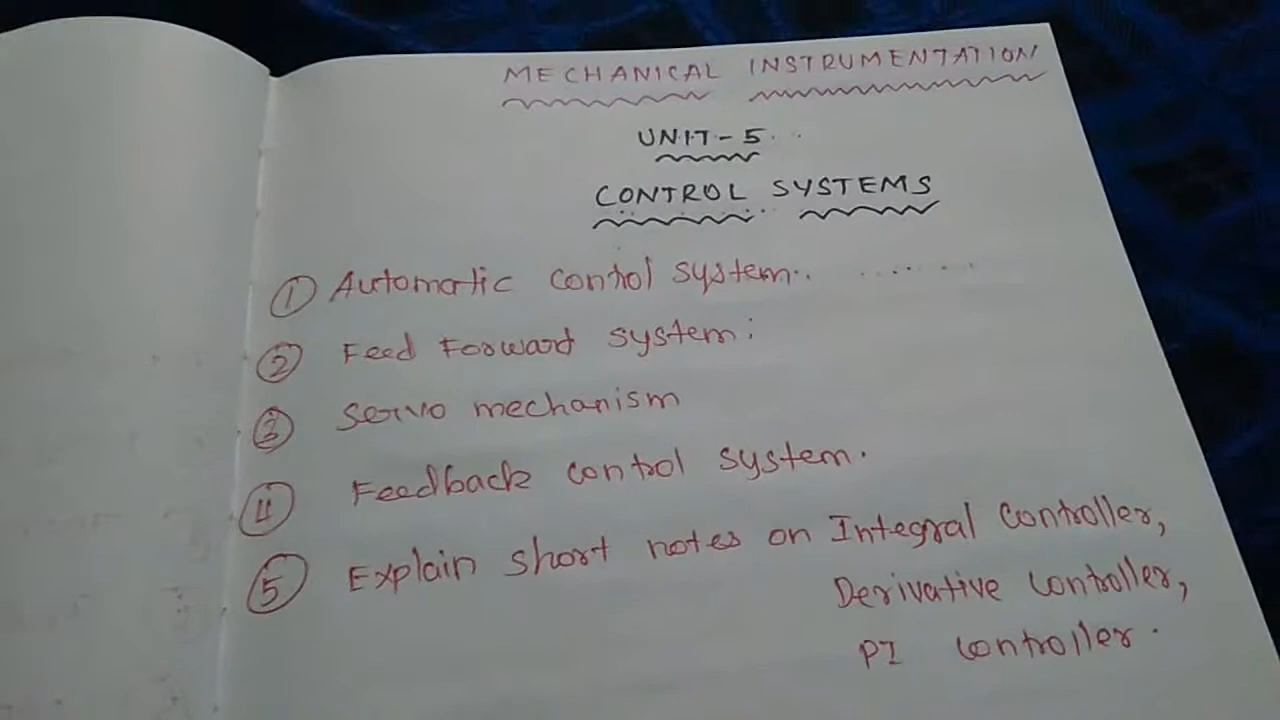 MECHANICAL INSTRUMENTATION
UNIT-5
CONTROL SYSTEMS
① Automatic control system..
② Feed Forward system:
③ Servo mechanism
④ Feedback control system.
⑤ Explain short notes on Integral Controller,
Derivative Controller,
PI Controller.